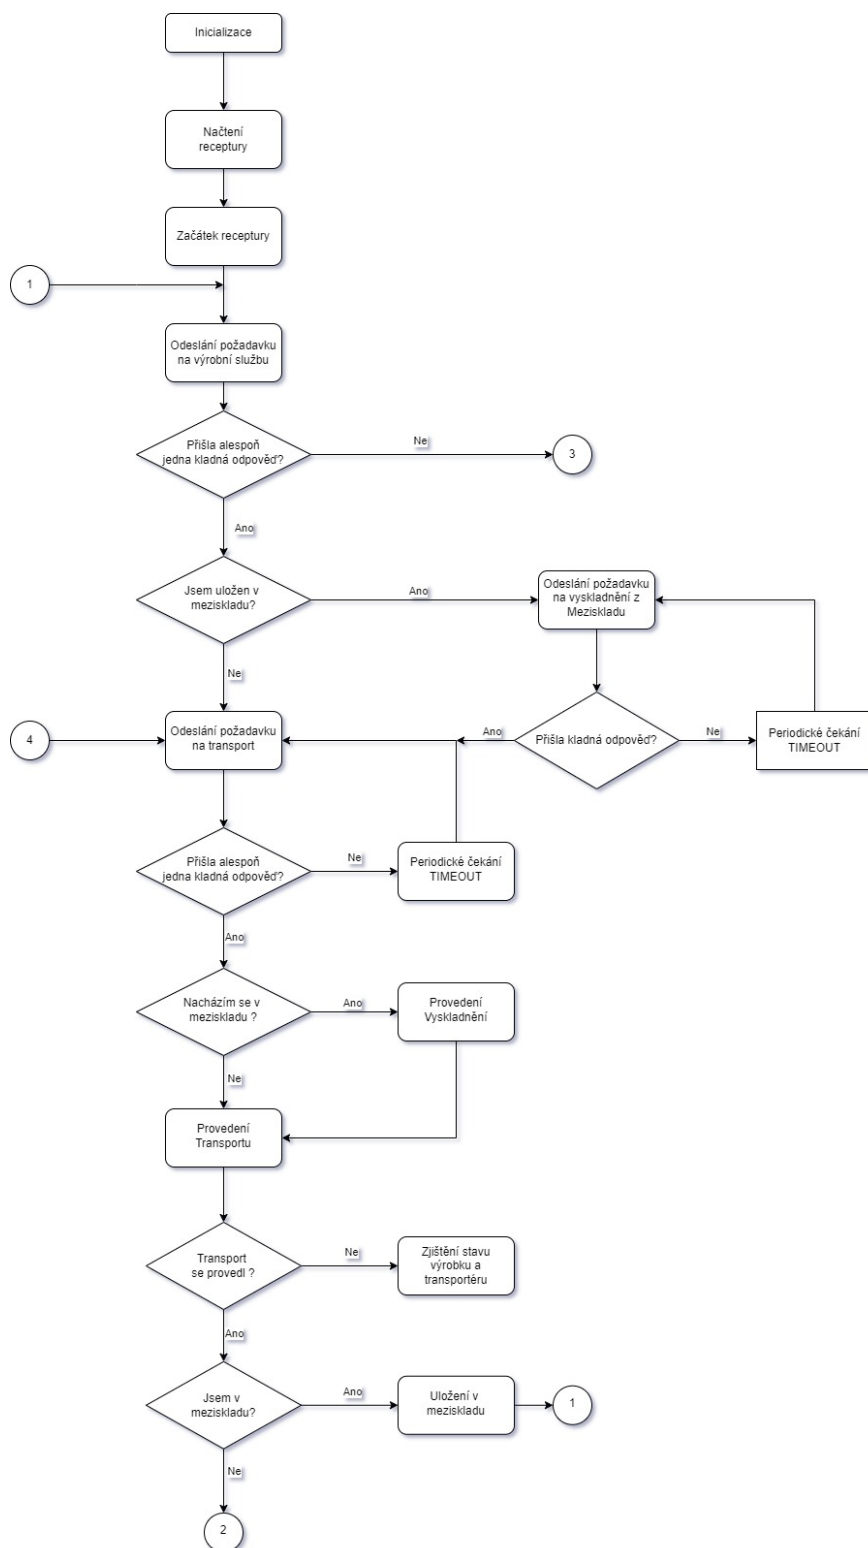 Inicializace
Načtení
receptury
Začátek receptury
1
Odeslání požadavku
na výrobní službu
Přišla alespoň
jedna kladná odpověď?
Ne
3
Ano
Jsem uložen v
meziskladu?
Ano
Odeslání požadavku
na vyskladnění z
Meziskladu
Ne
4
Odeslání požadavku
na transport
Ano
Přišla kladná odpověď?
Ne
Periodické čekání
TIMEOUT
Přišla alespoň
jedna kladná odpověď?
Ne
Periodické čekání
TIMEOUT
Ano
Nacházím se v
meziskladu ?
Ano
Provedení
Vyskladnění
Ne
Provedení
Transportu
Transport
se provedl ?
Ne
Zjištění stavu
výrobku a
transportéru
Ano
Jsem v
meziskladu?
Ano
Uložení v
meziskladu
1
Ne
2